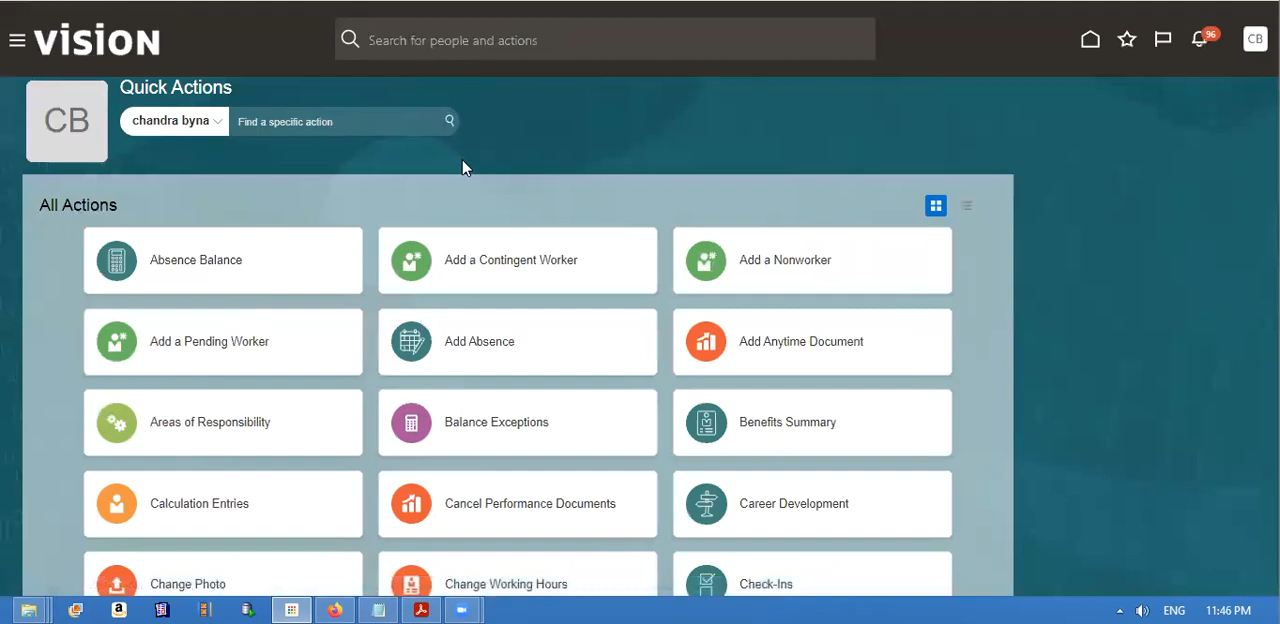 VISION
Search for people and actions
96
CB
CB
Quick Actions
chandra byna
Find a specific action
All Actions
Absence Balance
Add a Contingent Worker
Add a Nonworker
Add a Pending Worker
Add Absence
Add Anytime Document
Areas of Responsibility
Balance Exceptions
Benefits Summary
Calculation Entries
Cancel Performance Documents
Career Development
Change Photo
Change Working Hours
Check-Ins
ENG
11:46 PM